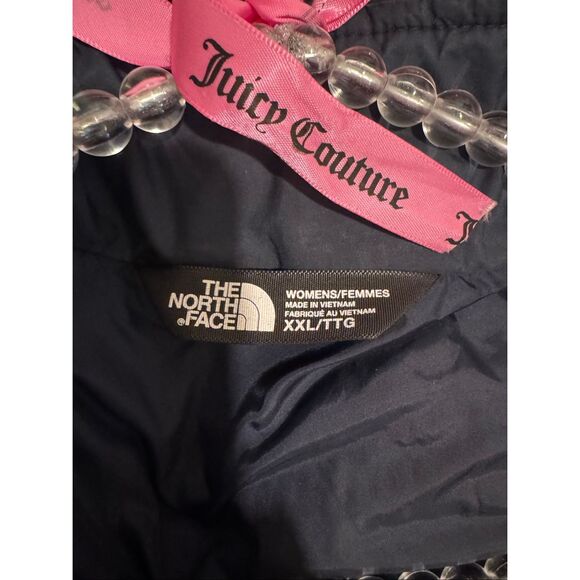 Juicy Couture
J
THE
NORTH
FACE
WOMENS/FEMMES
MADE IN VIETNAM
FABRIQUÉ AU VIETNAM
XXL/TTG